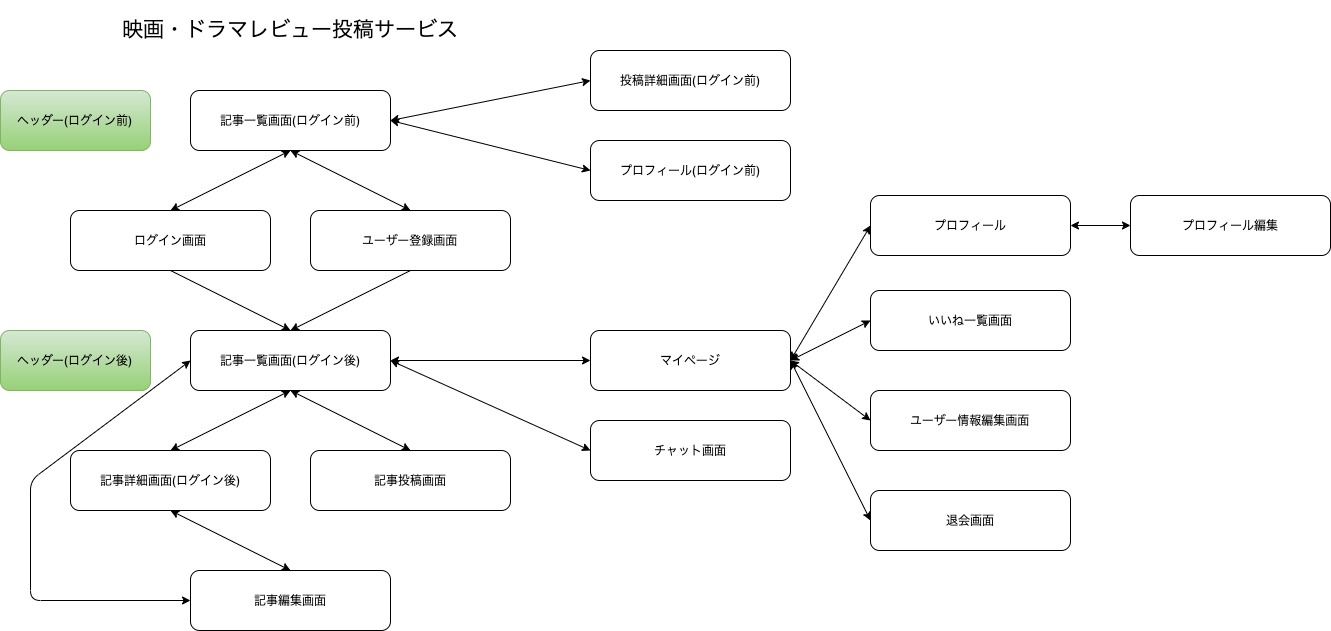 映画・ドラマレビュー投稿サービス
投稿詳細画面(ログイン前)
ヘッダー(ログイン前)
記事一覧画面(ログイン前)
プロフィール(ログイン前)
ログイン画面
ユーザー登録画面
プロフィール
プロフィール編集
いいね一覧画面
ヘッダー(ログイン後)
記事一覧画面(ログイン後)
マイページ
ユーザー情報編集画面
チャット画面
記事詳細画面(ログイン後)
記事投稿画面
退会画面
記事編集画面